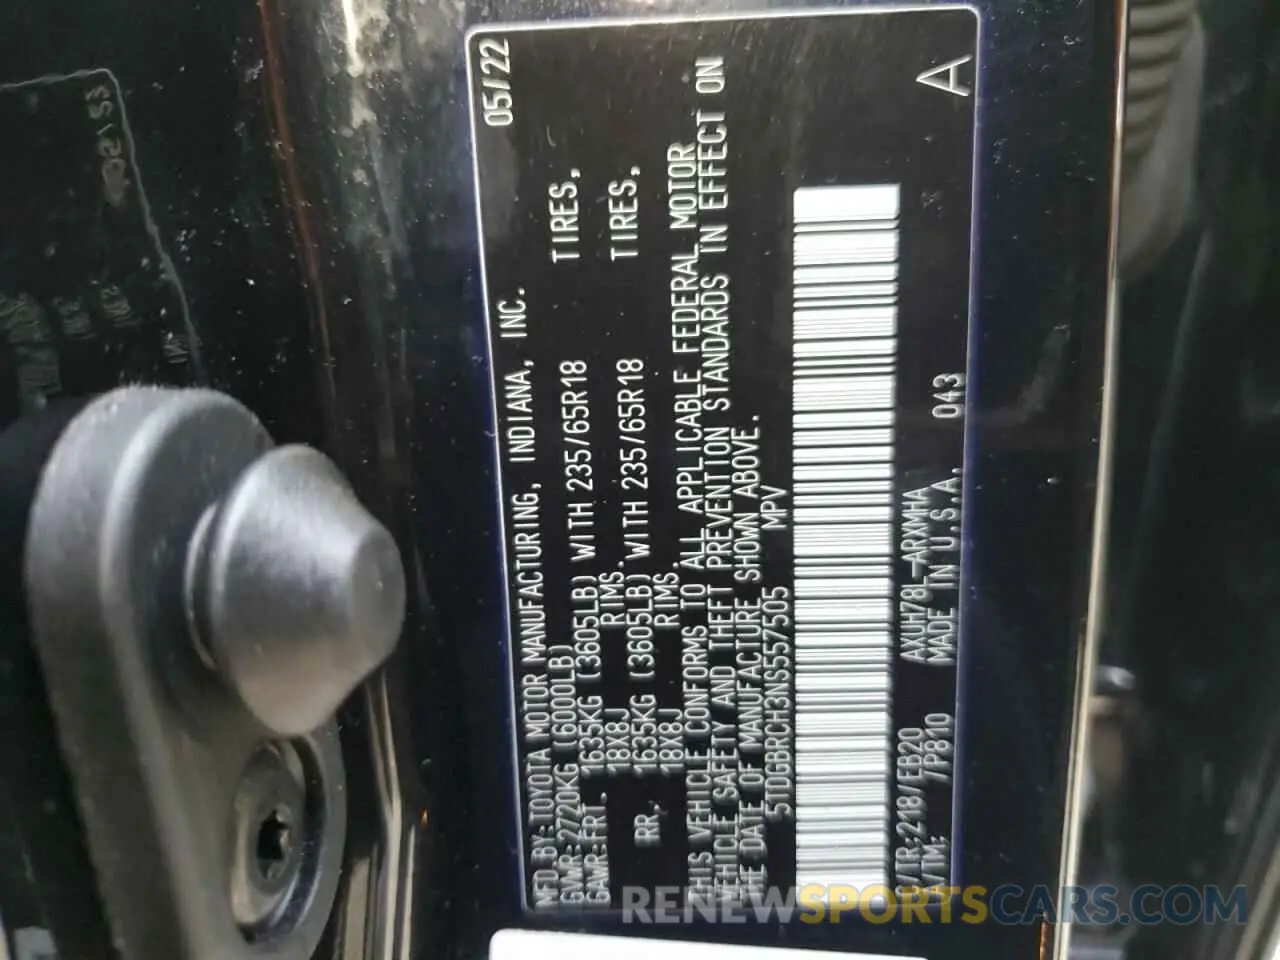 MFD. BY: TOYOTA MOTOR MANUFACTURING, INDIANA, INC. 05/22
GVWR: 2720KG (6000LB)
GAWR: FRT. 1635KG (3605LB) WITH 235/65R18 TIRES,
18X8J RIMS.
RR. 1635KG (3605LB) WITH 235/65R18 TIRES,
18X8J RIMS.
THIS VEHICLE CONFORMS TO ALL APPLICABLE FEDERAL MOTOR
VEHICLE SAFETY AND THEFT PREVENTION STANDARDS IN EFFECT ON
THE DATE OF MANUFACTURE SHOWN ABOVE.
5TDGBRCH3NS557505 MPV
C/TR: 218/EB20 AXUH78L-ARXMHA
A/TM: /P810 MADE IN U.S.A. 043 A
RENEWSPORTSCARS.COM